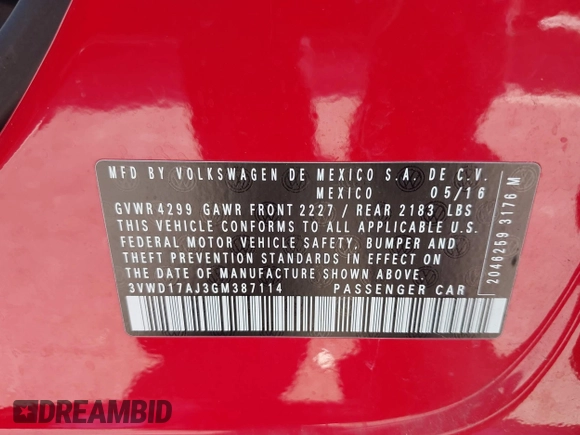 MFD BY VOLKSWAGEN DE MEXICO S.A. DE C.V.
MEXICO 05/16
GVWR 4299 GAWR FRONT 2227 / REAR 2183 LBS
THIS VEHICLE CONFORMS TO ALL APPLICABLE U.S.
FEDERAL MOTOR VEHICLE SAFETY, BUMPER AND
THEFT PREVENTION STANDARDS IN EFFECT ON
THE DATE OF MANUFACTURE SHOWN ABOVE.
3VWD17AJ3GM387114 PASSENGER CAR
2046259 3176 M
DREAMBID